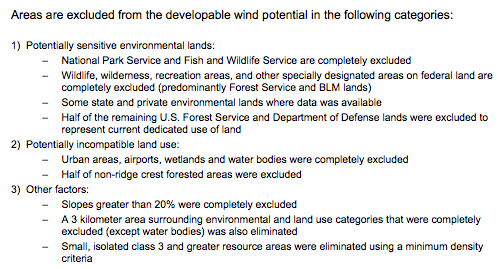 Areas are excluded from the developable wind potential in the following categories:
1) Potentially sensitive environmental lands:
– National Park Service and Fish and Wildlife Service are completely excluded
– Wildlife, wilderness, recreation areas, and other specially designated areas on federal land are
completely excluded (predominantly Forest Service and BLM lands)
– Some state and private environmental lands where data was available
– Half of the remaining U.S. Forest Service and Department of Defense lands were excluded to
represent current dedicated use of land
2) Potentially incompatible land use:
– Urban areas, airports, wetlands and water bodies were completely excluded
– Half of non-ridge crest forested areas were excluded
3) Other factors:
– Slopes greater than 20% were completely excluded
– A 3 kilometer area surrounding environmental and land use categories that were completely
excluded (except water bodies) was also eliminated
– Small, isolated class 3 and greater resource areas were eliminated using a minimum density
criteria